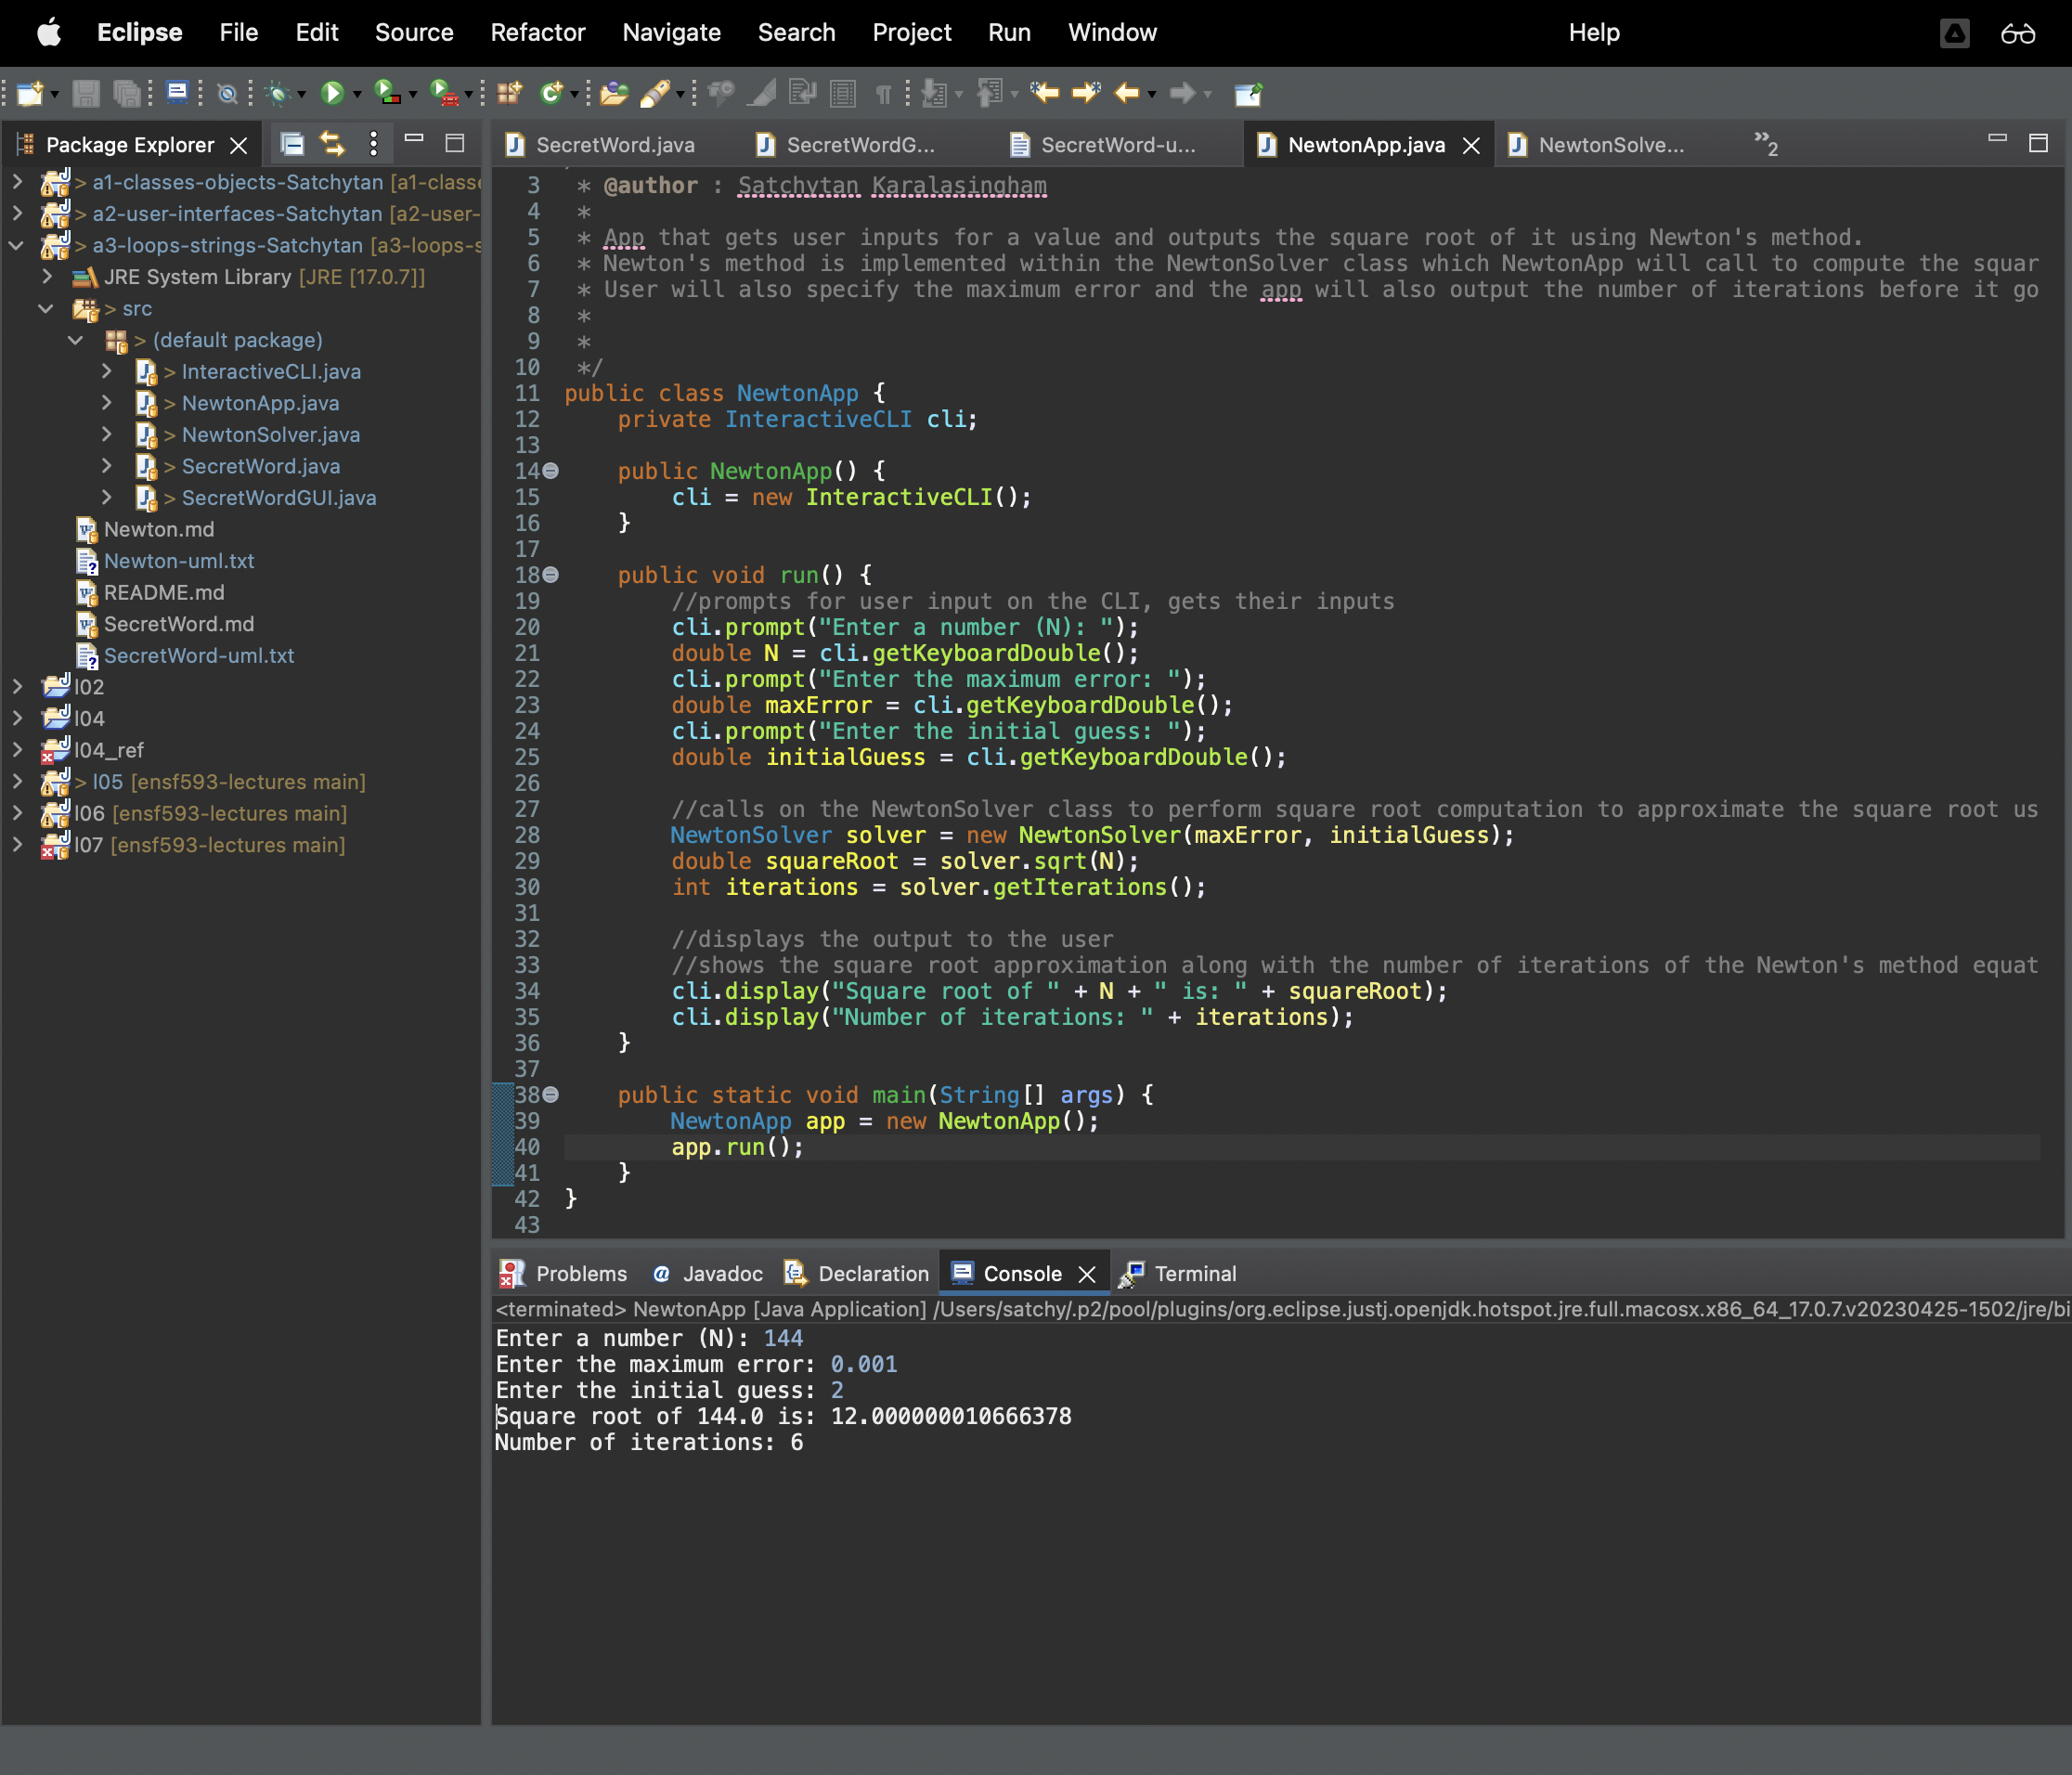 Eclipse File Edit Source Refactor Navigate Search Project Run Window Help
Package Explorer
> a1-classes-objects-Satchytan [a1-classe
> a2-user-interfaces-Satchytan [a2-user-
> a3-loops-strings-Satchytan [a3-loops-s
JRE System Library [JRE [17.0.7]]
> src
> (default package)
> InteractiveCLI.java
> NewtonApp.java
> NewtonSolver.java
> SecretWord.java
> SecretWordGUI.java
Newton.md
Newton-uml.txt
README.md
SecretWord.md
SecretWord-uml.txt
l02
l04
l04_ref
> l05 [ensf593-lectures main]
l06 [ensf593-lectures main]
l07 [ensf593-lectures main]
SecretWord.java SecretWordG... SecretWord-u... NewtonApp.java NewtonSolve... »2
3 * @author : Satchytan Karalasingham
4 *
5 * App that gets user inputs for a value and outputs the square root of it using Newton's method.
6 * Newton's method is implemented within the NewtonSolver class which NewtonApp will call to compute the squar
7 * User will also specify the maximum error and the app will also output the number of iterations before it go
8 *
9 *
10 */
11 public class NewtonApp {
12 private InteractiveCLI cli;
13
14 public NewtonApp() {
15 cli = new InteractiveCLI();
16 }
17
18 public void run() {
19 //prompts for user input on the CLI, gets their inputs
20 cli.prompt("Enter a number (N): ");
21 double N = cli.getKeyboardDouble();
22 cli.prompt("Enter the maximum error: ");
23 double maxError = cli.getKeyboardDouble();
24 cli.prompt("Enter the initial guess: ");
25 double initialGuess = cli.getKeyboardDouble();
26
27 //calls on the NewtonSolver class to perform square root computation to approximate the square root us
28 NewtonSolver solver = new NewtonSolver(maxError, initialGuess);
29 double squareRoot = solver.sqrt(N);
30 int iterations = solver.getIterations();
31
32 //displays the output to the user
33 //shows the square root approximation along with the number of iterations of the Newton's method equat
34 cli.display("Square root of " + N + " is: " + squareRoot);
35 cli.display("Number of iterations: " + iterations);
36 }
37
38 public static void main(String[] args) {
39 NewtonApp app = new NewtonApp();
40 app.run();
41 }
42 }
43
Problems @ Javadoc Declaration Console Terminal
<terminated> NewtonApp [Java Application] /Users/satchy/.p2/pool/plugins/org.eclipse.justj.openjdk.hotspot.jre.full.macosx.x86_64_17.0.7.v20230425-1502/jre/bi
Enter a number (N): 144
Enter the maximum error: 0.001
Enter the initial guess: 2
Square root of 144.0 is: 12.000000010666378
Number of iterations: 6